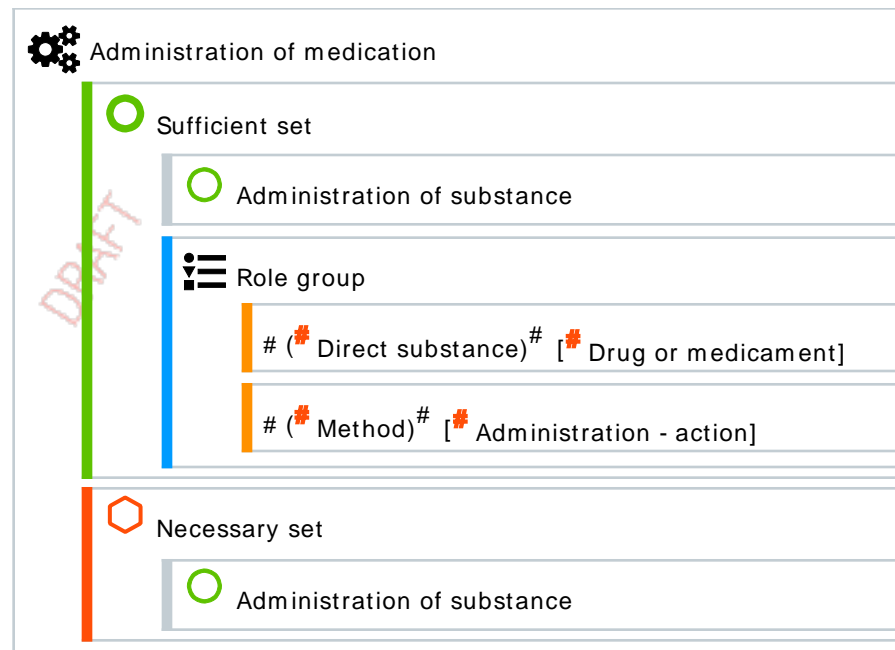 Administration of medication
Sufficient set
Administration of substance
DRAFT
Role group
# (# Direct substance)# [# Drug or medicament]
# (# Method)# [# Administration - action]
Necessary set
Administration of substance